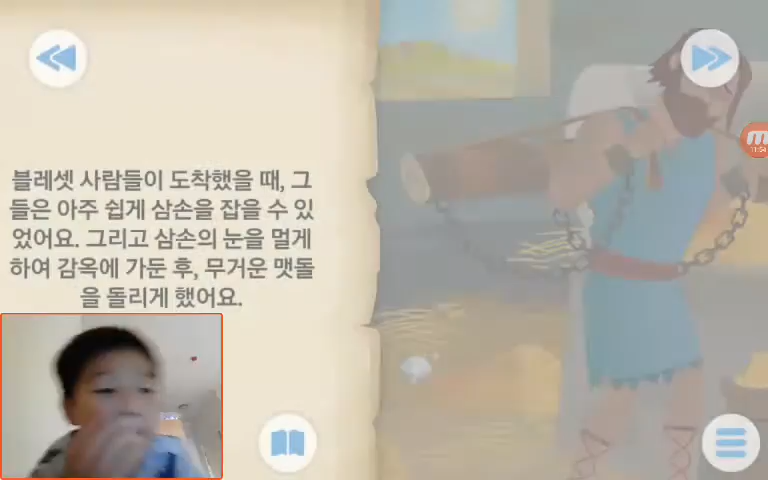 블레셋 사람들이 도착했을 때, 그
들은 아주 쉽게 삼손을 잡을 수 있
었어요. 그리고 삼손의 눈을 멀게
하여 감옥에 가둔 후, 무거운 맷돌
을 돌리게 했어요.
11:54